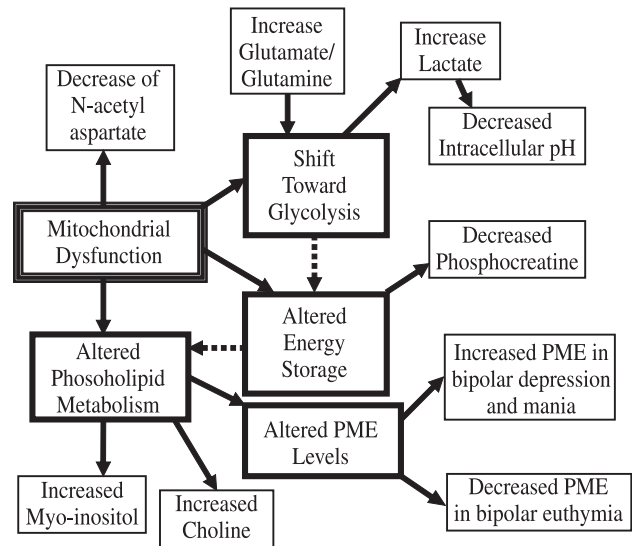 Increase
Glutamate/
Glutamine
Increase
Lactate
Decrease of
N-acetyl
aspartate
Decreased
Intracellular pH
Shift
Toward
Glycolysis
Mitochondrial
Dysfunction
Decreased
Phosphocreatine
Altered
Energy
Storage
Altered
Phosoholipid
Metabolism
Increased PME in
bipolar depression
and mania
Altered PME
Levels
Increased
Myo-inositol
Increased
Choline
Decreased PME
in bipolar euthymia